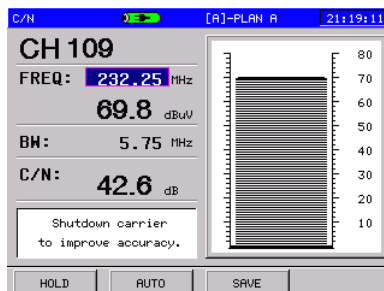 C/N [A]-PLAN A 21:19:11
CH 109
FREQ: 232.25 MHz
69.8 dBuV
BW: 5.75 MHz
C/N: 42.6 dB
Shutdown carrier
to improve accuracy.
80
70
60
50
40
30
20
10
HOLD AUTO SAVE